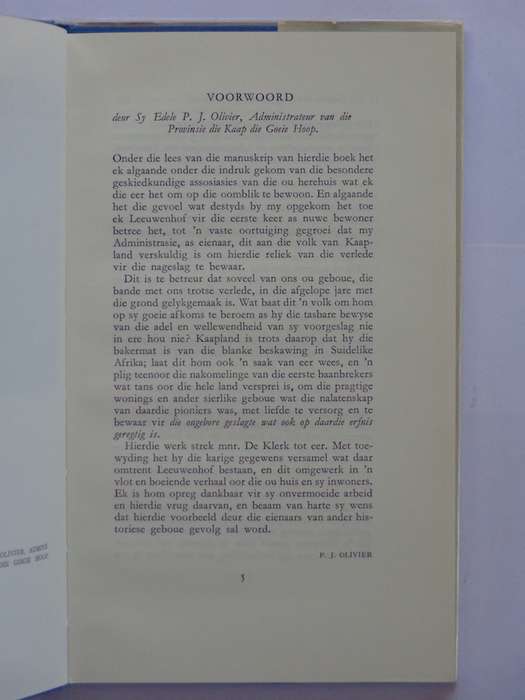 VOORWOORD
deur Sy Edele P. J. Olivier, Administrateur van die
Provinsie die Kaap die Goeie Hoop.
Onder die lees van die manuskrip van hierdie boek het
ek algaande onder die indruk gekom van die besondere
geskiedkundige assosiasies van die ou herehuis wat ek
die eer het om op die oomblik te bewoon. En algaande
het die gevoel wat destyds by my opgekom het toe
ek Leeuwenhof vir die eerste keer as nuwe bewoner
betree het, tot 'n vaste oortuiging gegroei dat my
Administrasie, as eienaar, dit aan die volk van Kaap-
land verskuldig is om hierdie reliek van die verlede
vir die nageslag te bewaar.
Dit is te betreur dat soveel van ons ou geboue, die
bande met ons trotse verlede, in die afgelope jare met
die grond gelykgemaak is. Wat baat dit 'n volk om hom
op sy goeie afkoms te beroem as hy die tasbare bewyse
van die adel en wellewendheid van sy voorgeslag nie
in ere hou nie? Kaapland is trots daarop dat hy die
bakermat is van die blanke beskawing in Suidelike
Afrika; laat dit hom ook 'n saak van eer wees, en 'n
plig teenoor die nakomelinge van die eerste baanbrekers
wat tans oor die hele land versprei is, om die pragtige
wonings en ander sierlike geboue wat die nalatenskap
van daardie pioniers was, met liefde te versorg en te
bewaar vir die ongebore geslagte wat ook op daardie erfnis
geregtig is.
Hierdie werk strek mnr. De Klerk tot eer. Met toe-
wyding het hy die karige gegewens versamel wat daar
omtrent Leeuwenhof bestaan, en dit omgewerk in 'n
vlot en boeiende verhaal oor die ou huis en sy inwoners.
Ek is hom opreg dankbaar vir sy onvermoeide arbeid
en hierdie vrug daarvan, en beaam van harte sy wens
dat hierdie voorbeeld deur die eienaars van ander his-
toriese geboue gevolg sal word.
P. J. OLIVIER
5
OLIVIER, ADMINIS
DIE GOEIE HOOP